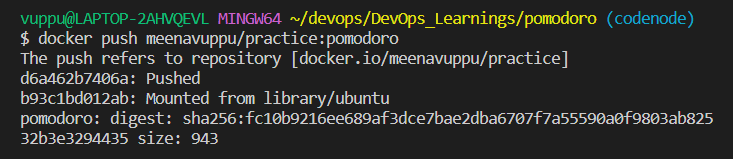 vuppu@LAPTOP-2AHVQEVL MINGW64 ~/devops/DevOps_Learnings/pomodoro (codenode)
$ docker push meenavuppu/practice:pomodoro
The push refers to repository [docker.io/meenavuppu/practice]
d6a462b7406a: Pushed
b93c1bd012ab: Mounted from library/ubuntu
pomodoro: digest: sha256:fc10b9216ee689af3dce7bae2dba6707f7a55590a0f9803ab825
32b3e3294435 size: 943